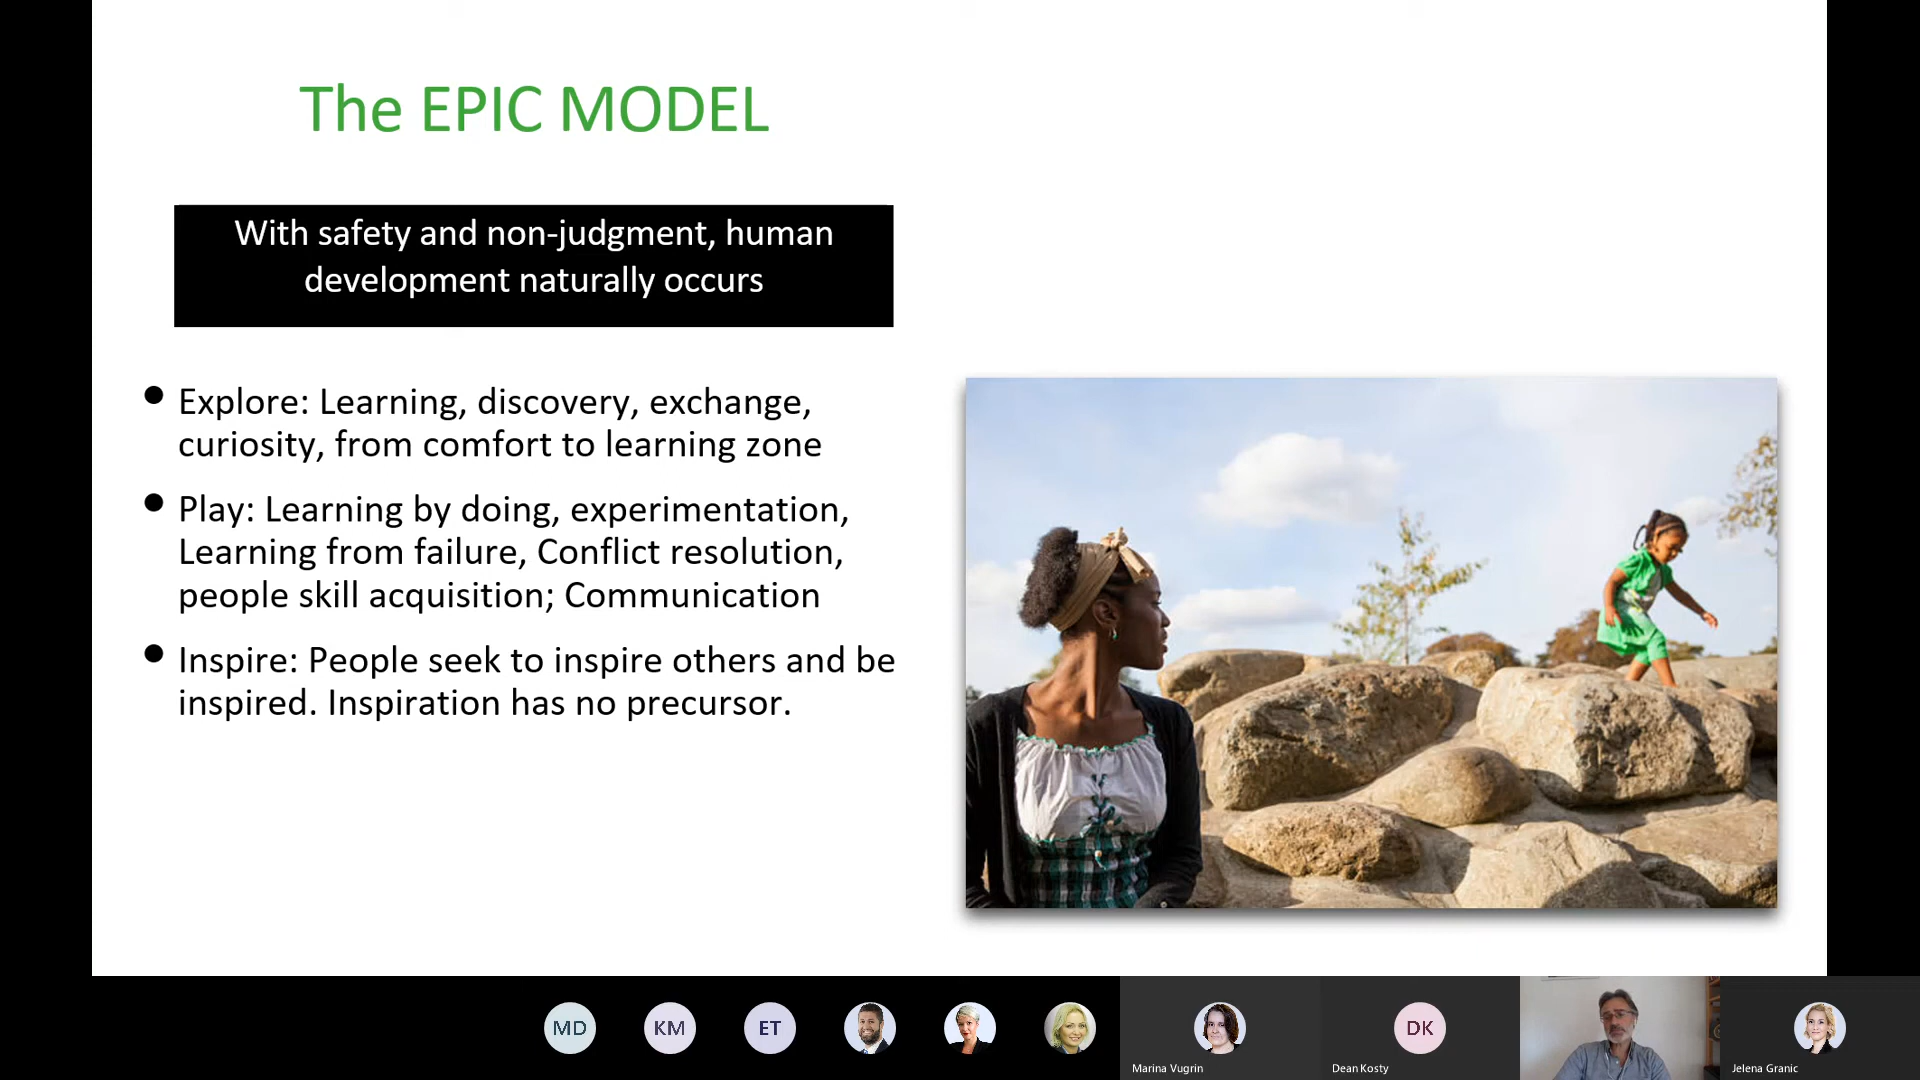 The EPIC MODEL
With safety and non-judgment, human
development naturally occurs
Explore: Learning, discovery, exchange,
curiosity, from comfort to learning zone
Play: Learning by doing, experimentation,
Learning from failure, Conflict resolution,
people skill acquisition; Communication
Inspire: People seek to inspire others and be
inspired. Inspiration has no precursor.
MD
KM
ET
DK
Marina Vugrin
Dean Kosty
Jelena Granic